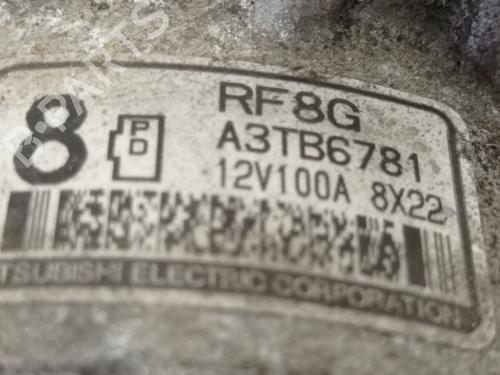 B-PARTS
RF8G
8 PD A3TB6781
12V100A 8X22
TSUBISHI ELECTRIC CORPORATION